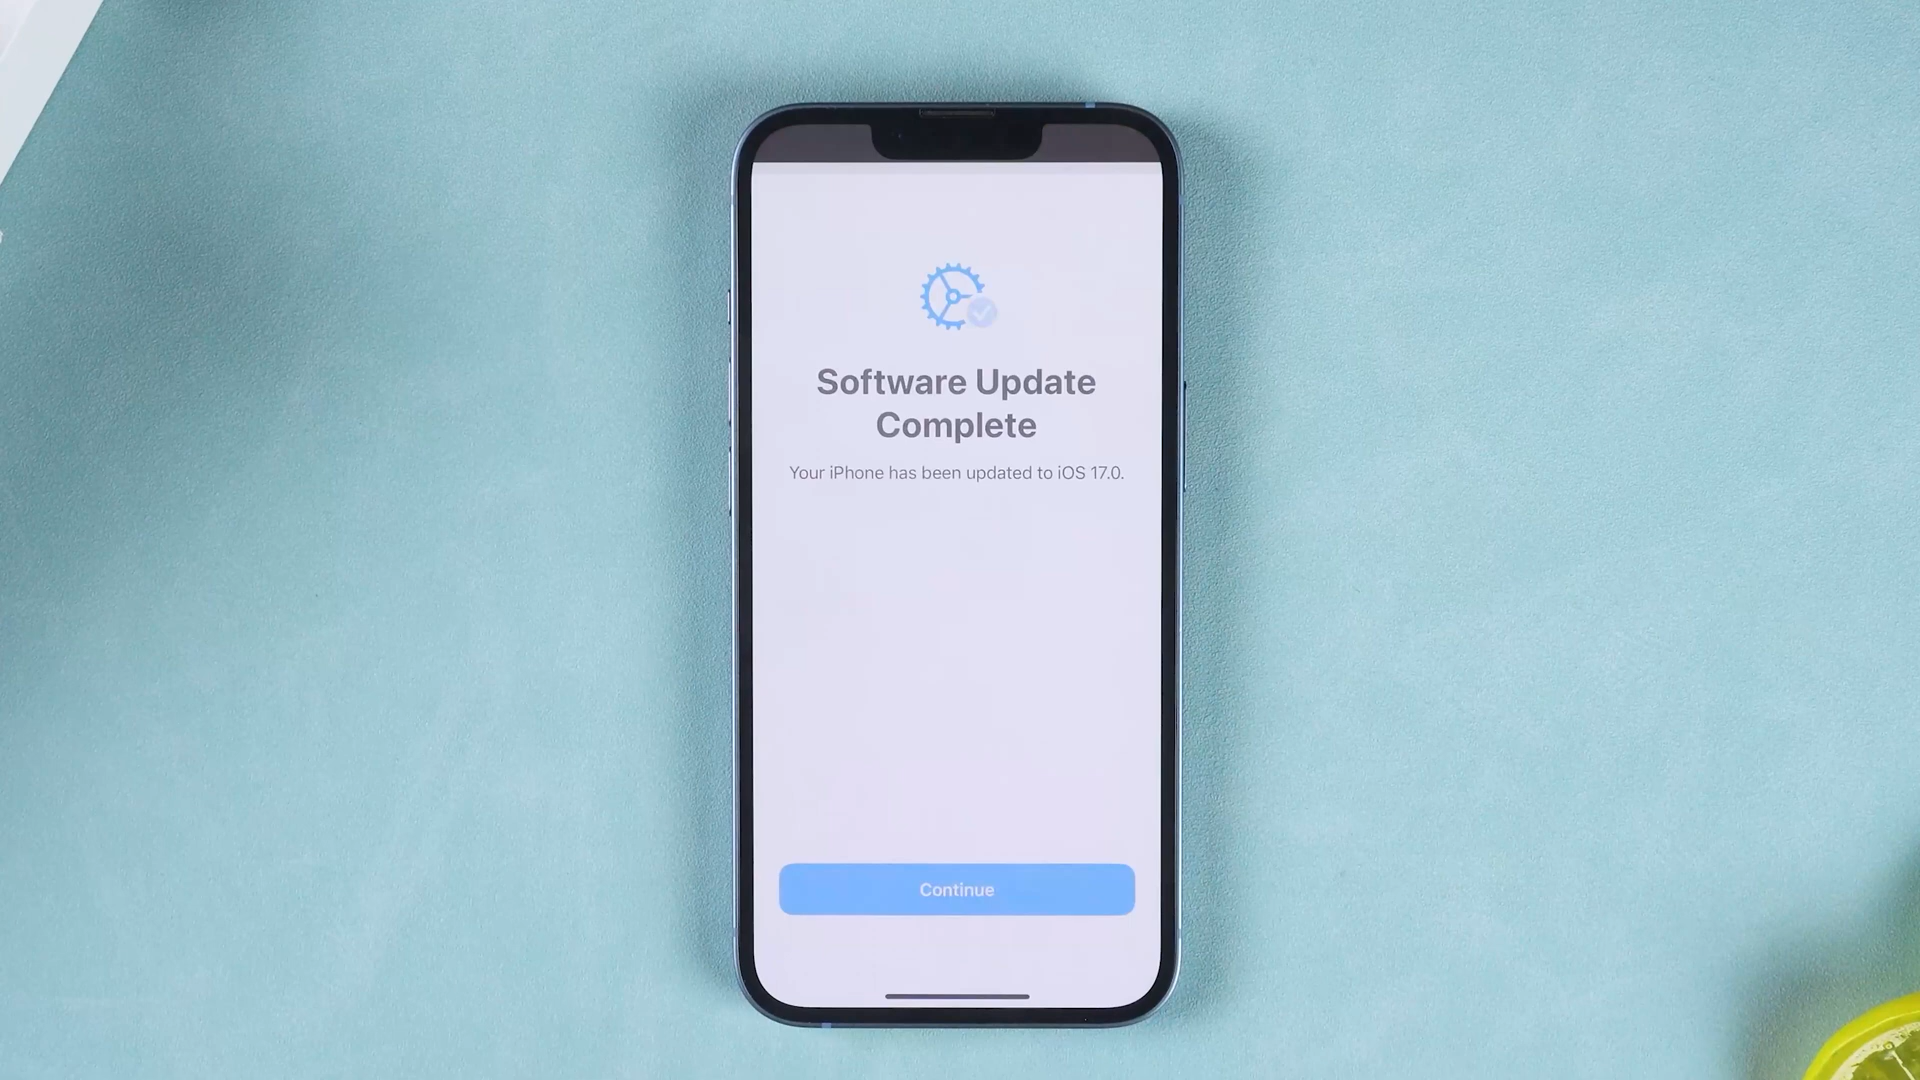 Software Update
Complete
Your iPhone has been updated to iOS 17.0.
Continue